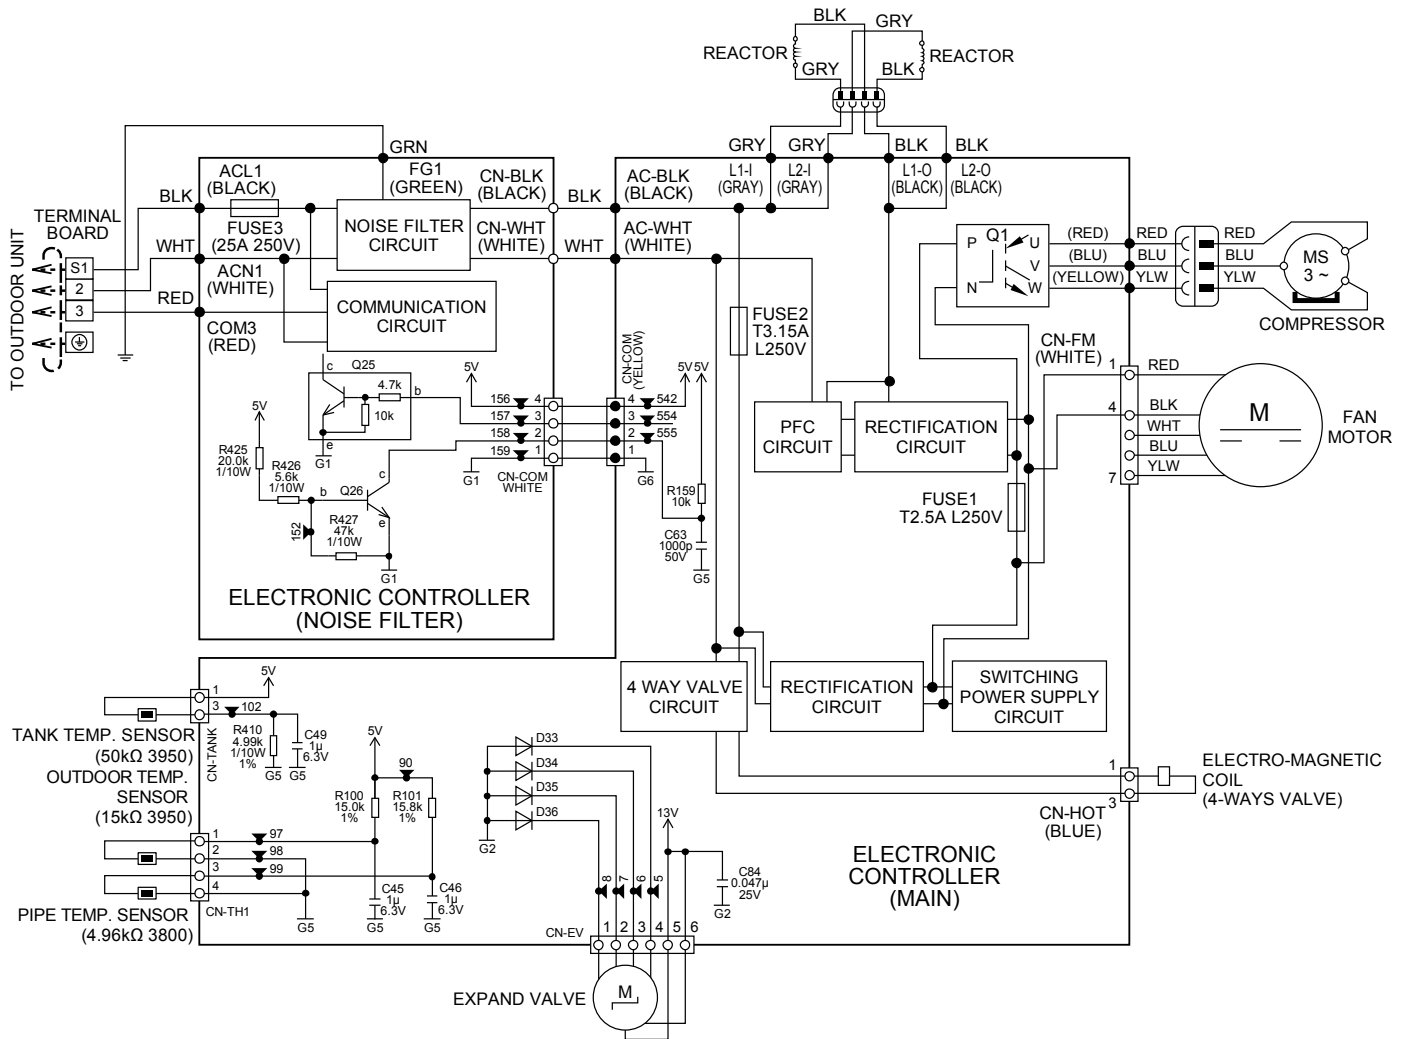 BLK
GRY
REACTOR
REACTOR
GRY
BLK
GRN
GRY
GRY
BLK
BLK
ACL1
(BLACK)
FG1
(GREEN)
CN-BLK
(BLACK)
AC-BLK
(BLACK)
L1-I
(GRAY)
L2-I
(GRAY)
L1-O
(BLACK)
L2-O
(BLACK)
BLK
BLK
TERMINAL
BOARD
FUSE3
(25A 250V)
NOISE FILTER
CIRCUIT
CN-WHT
(WHITE)
AC-WHT
(WHITE)
WHT
WHT
P
Q1
U
V
N
W
(RED)
RED
RED
(BLU)
BLU
BLU
(YELLOW)
YLW
YLW
MS
3 ~
COMPRESSOR
TO OUTDOOR UNIT
S1
2
3
ACN1
(WHITE)
RED
COM3
(RED)
COMMUNICATION
CIRCUIT
FUSE2
T3.15A
L250V
CN-FM
(WHITE)
c
Q25
4.7k
b
10k
e
G1
5V
156
4
157
3
158
2
159
1
G1
CN-COM
WHITE
CN-COM
(YELLOW)
4
542
3
554
2
555
1
G6
5V
5V
R159
10k
C63
1000p
50V
G5
PFC
CIRCUIT
RECTIFICATION
CIRCUIT
1
RED
4
BLK
WHT
BLU
7
YLW
M
FAN
MOTOR
5V
R425
20.0k
1/10W
R426
5.6k
1/10W
b
Q26
c
e
152
R427
47k
1/10W
G1
FUSE1
T2.5A L250V
ELECTRONIC CONTROLLER
(NOISE FILTER)
4 WAY VALVE
CIRCUIT
RECTIFICATION
CIRCUIT
SWITCHING
POWER SUPPLY
CIRCUIT
1
5V
3
102
TANK TEMP. SENSOR
(50kΩ 3950)
CN-TANK
R410
4.99k
1/10W
1%
C49
1μ
6.3V
G5
G5
OUTDOOR TEMP.
SENSOR
(15kΩ 3950)
5V
90
R100
15.0k
1%
R101
15.8k
1%
D33
D34
D35
D36
G2
13V
1
3
CN-HOT
(BLUE)
ELECTRO-MAGNETIC
COIL
(4-WAYS VALVE)
1
97
2
98
3
99
4
PIPE TEMP. SENSOR
(4.96kΩ 3800)
CN-TH1
G5
C45
1μ
6.3V
G5
C46
1μ
6.3V
G5
8
7
6
5
C84
0.047μ
25V
G2
ELECTRONIC
CONTROLLER
(MAIN)
CN-EV
1
2
3
4
5
6
M
EXPAND VALVE